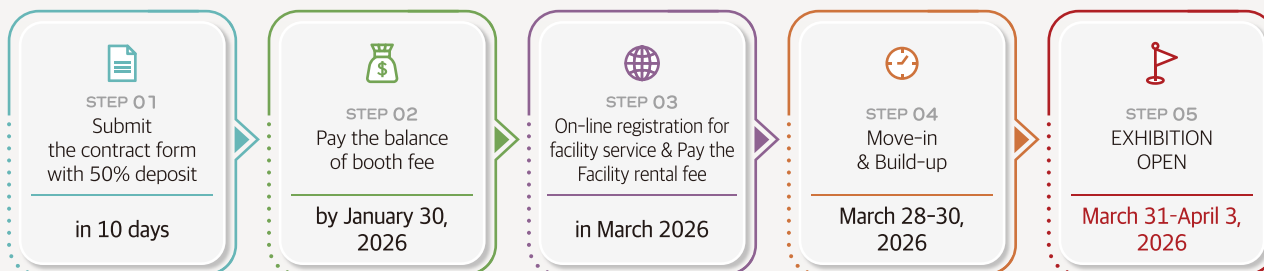 STEP 01
Submit
the contract form
with 50% deposit
in 10 days
$
STEP 02
Pay the balance
of booth fee
by January 30,
2026
STEP 03
On-line registration for
facility service & Pay the
Facility rental fee
in March 2026
STEP 04
Move-in
& Build-up
March 28-30,
2026
STEP 05
EXHIBITION
OPEN
March 31-April 3,
2026